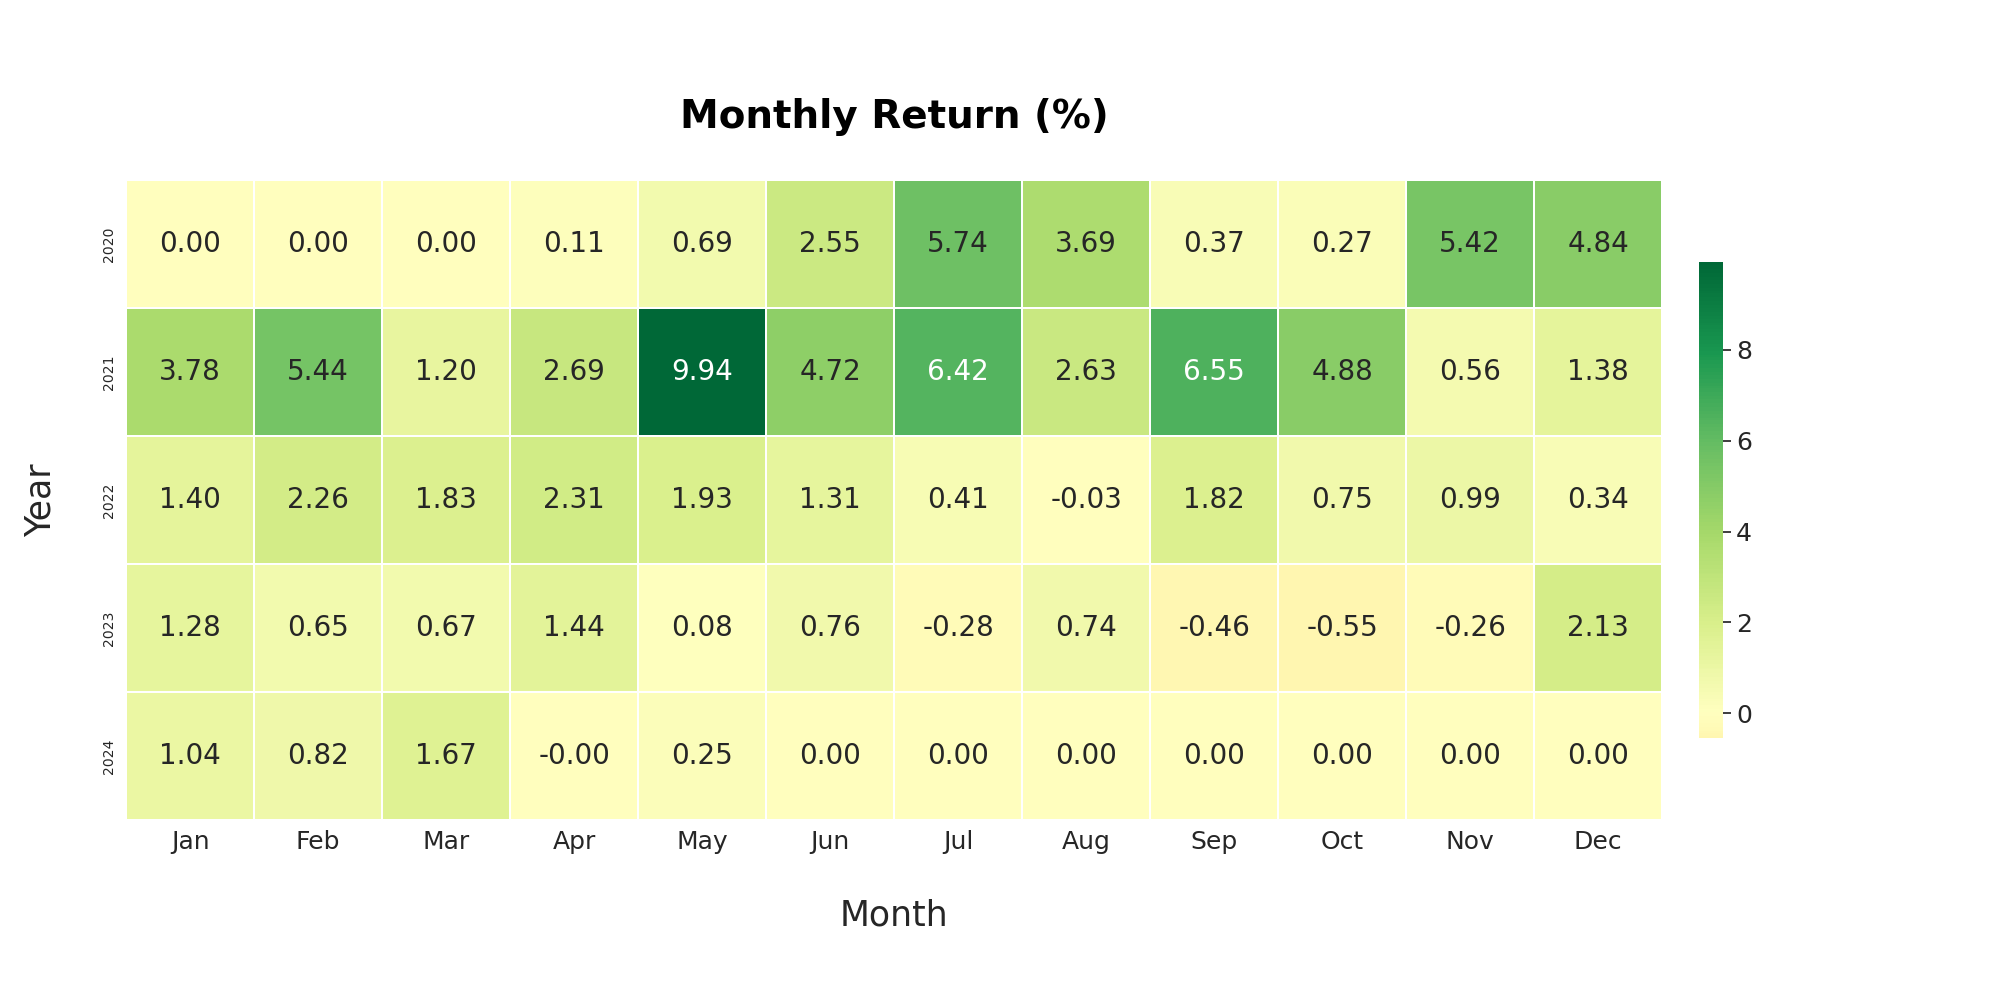 Monthly Return (%)
2020 0.00 0.00 0.00 0.11 0.69 2.55 5.74 3.69 0.37 0.27 5.42 4.84
2021 3.78 5.44 1.20 2.69 9.94 4.72 6.42 2.63 6.55 4.88 0.56 1.38
2022 1.40 2.26 1.83 2.31 1.93 1.31 0.41 -0.03 1.82 0.75 0.99 0.34
2023 1.28 0.65 0.67 1.44 0.08 0.76 -0.28 0.74 -0.46 -0.55 -0.26 2.13
2024 1.04 0.82 1.67 -0.00 0.25 0.00 0.00 0.00 0.00 0.00 0.00 0.00
Jan Feb Mar Apr May Jun Jul Aug Sep Oct Nov Dec
Month
Year
8
6
4
2
0